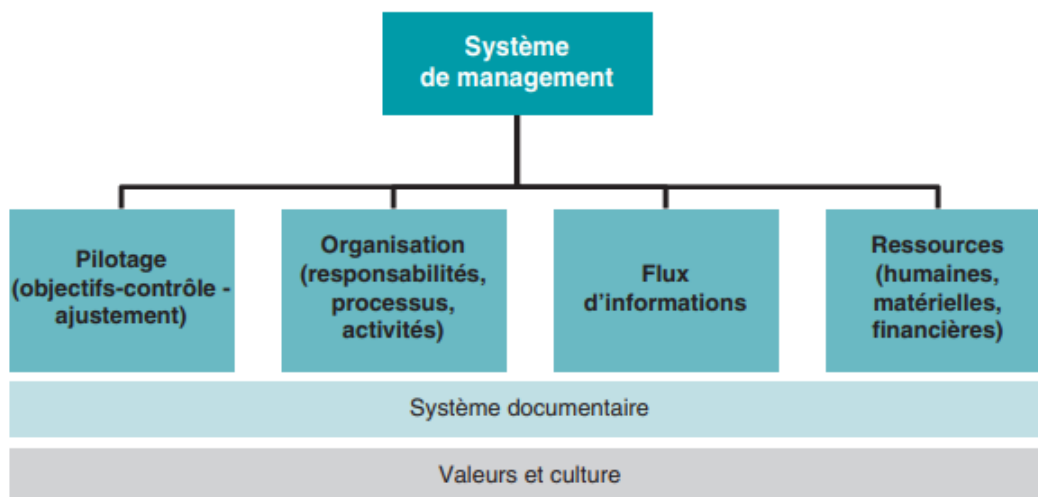 Système
de management
Pilotage
(objectifs-contrôle -
ajustement)
Organisation
(responsabilités,
processus,
activités)
Flux
d’informations
Ressources
(humaines,
matérielles,
financières)
Système documentaire
Valeurs et culture